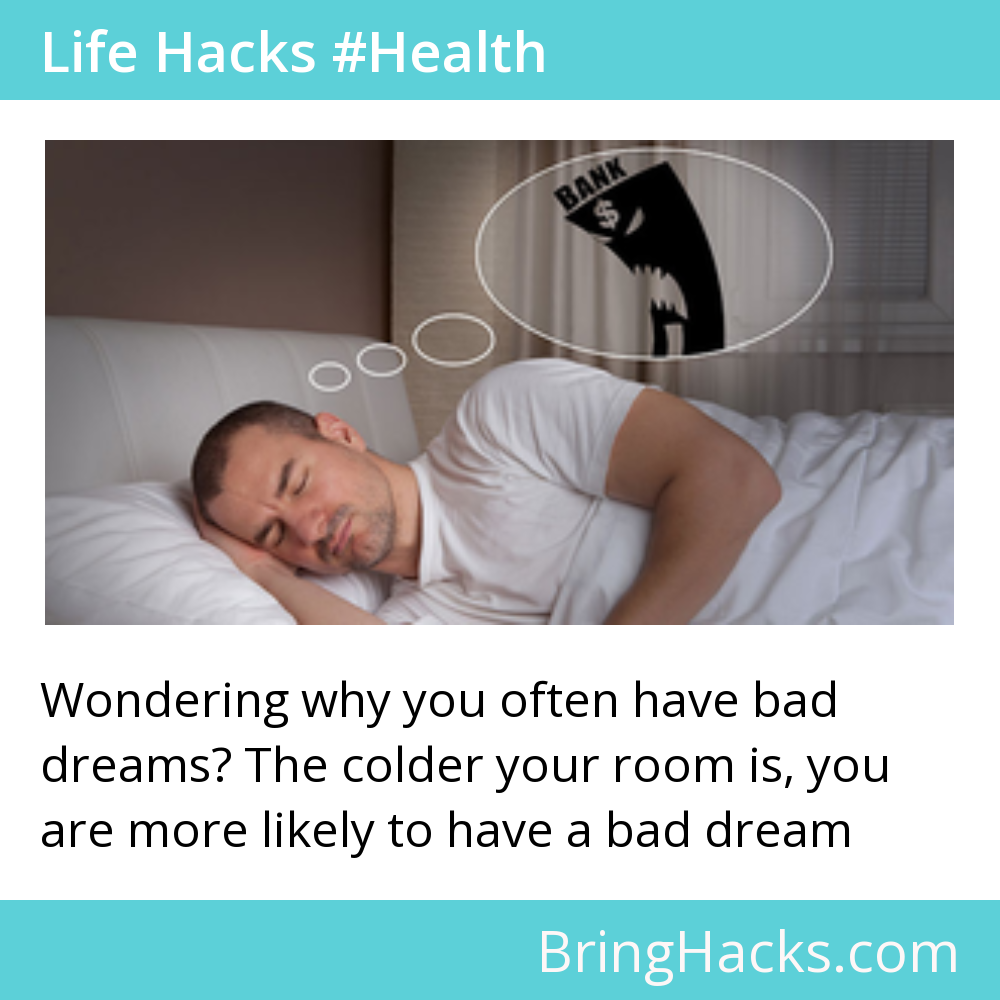 Life Hacks #Health
BANK
$
Wondering why you often have bad
dreams? The colder your room is, you
are more likely to have a bad dream
BringHacks.com